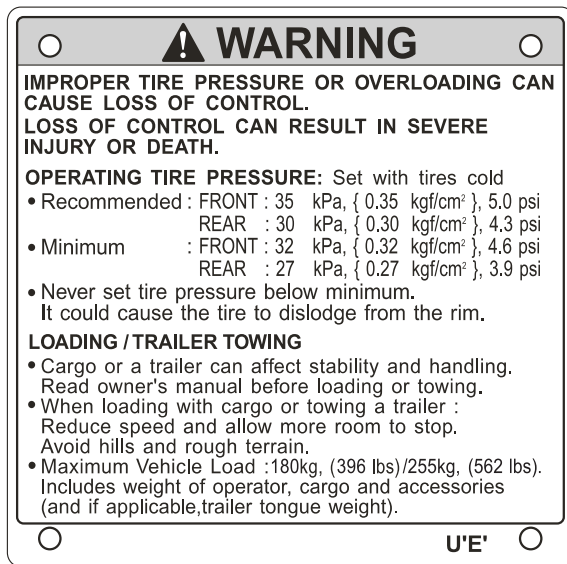 WARNING
IMPROPER TIRE PRESSURE OR OVERLOADING CAN
CAUSE LOSS OF CONTROL.
LOSS OF CONTROL CAN RESULT IN SEVERE
INJURY OR DEATH.
OPERATING TIRE PRESSURE: Set with tires cold
• Recommended : FRONT : 35 kPa, { 0.35 kgf/cm² }, 5.0 psi
REAR : 30 kPa, { 0.30 kgf/cm² }, 4.3 psi
• Minimum : FRONT : 32 kPa, { 0.32 kgf/cm² }, 4.6 psi
REAR : 27 kPa, { 0.27 kgf/cm² }, 3.9 psi
• Never set tire pressure below minimum.
It could cause the tire to dislodge from the rim.
LOADING / TRAILER TOWING
• Cargo or a trailer can affect stability and handling.
Read owner's manual before loading or towing.
• When loading with cargo or towing a trailer :
Reduce speed and allow more room to stop.
Avoid hills and rough terrain.
• Maximum Vehicle Load :180kg, (396 lbs)/255kg, (562 lbs).
Includes weight of operator, cargo and accessories
(and if applicable,trailer tongue weight).
U'E'